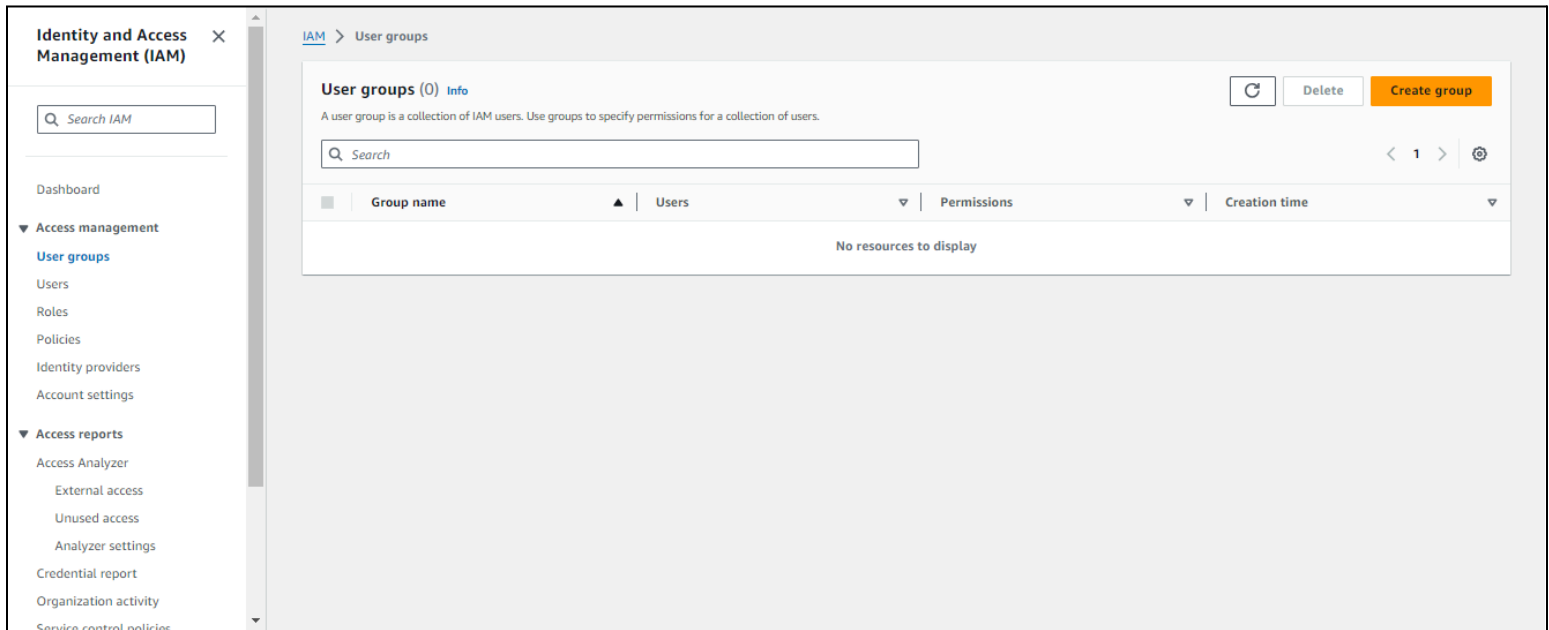 Identity and Access
Management (IAM)
Search IAM
Dashboard
Access management
User groups
Users
Roles
Policies
Identity providers
Account settings
Access reports
Access Analyzer
External access
Unused access
Analyzer settings
Credential report
Organization activity
Service control policies
IAM > User groups
User groups (0) Info
Delete
Create group
A user group is a collection of IAM users. Use groups to specify permissions for a collection of users.
Search
1
Group name Users Permissions Creation time
No resources to display